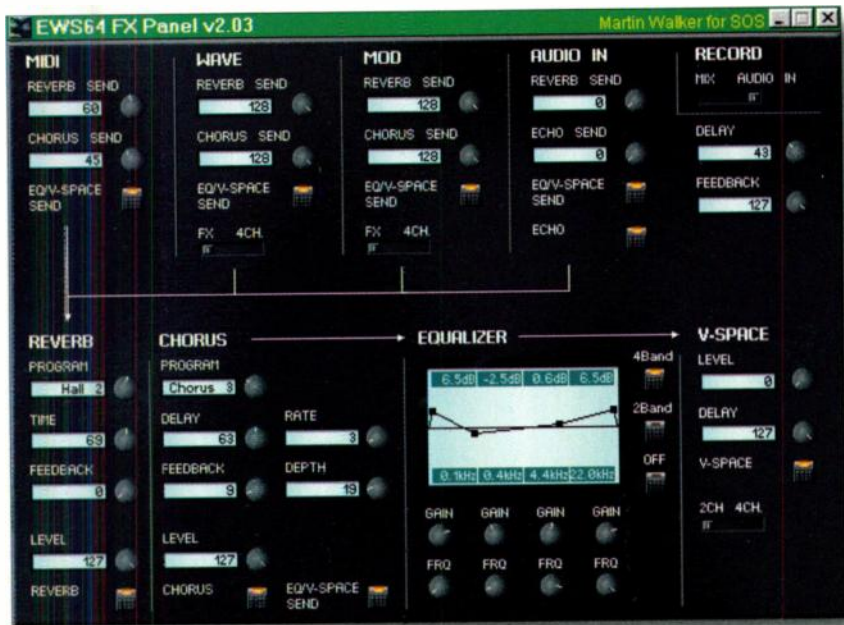 EWS64 FX Panel v2.03 Martin Walker for SOS
MIDI
REVERB SEND
60
CHORUS SEND
45
EQ/V-SPACE
SEND
WAVE
REVERB SEND
128
CHORUS SEND
128
EQ/V-SPACE
SEND
FX 4CH.
MOD
REVERB SEND
128
CHORUS SEND
128
EQ/V-SPACE
SEND
FX 4CH.
AUDIO IN
REVERB SEND
0
ECHO SEND
0
EQ/V-SPACE
SEND
ECHO
RECORD
MIX AUDIO IN
DELAY
43
FEEDBACK
127
REVERB
PROGRAM
Hall 2
TIME
69
FEEDBACK
0
LEVEL
127
REVERB
CHORUS
PROGRAM
Chorus 3
DELAY
63
RATE
3
FEEDBACK
9
DEPTH
19
LEVEL
127
CHORUS
EQ/V-SPACE
SEND
EQUALIZER
6.5dB -2.5dB 0.6dB 6.5dB
0.1kHz 0.4kHz 4.4kHz 22.0kHz
4Band
2Band
OFF
GAIN GAIN GAIN GAIN
FRQ FRQ FRQ FRQ
V-SPACE
LEVEL
0
DELAY
127
V-SPACE
2CH 4CH.